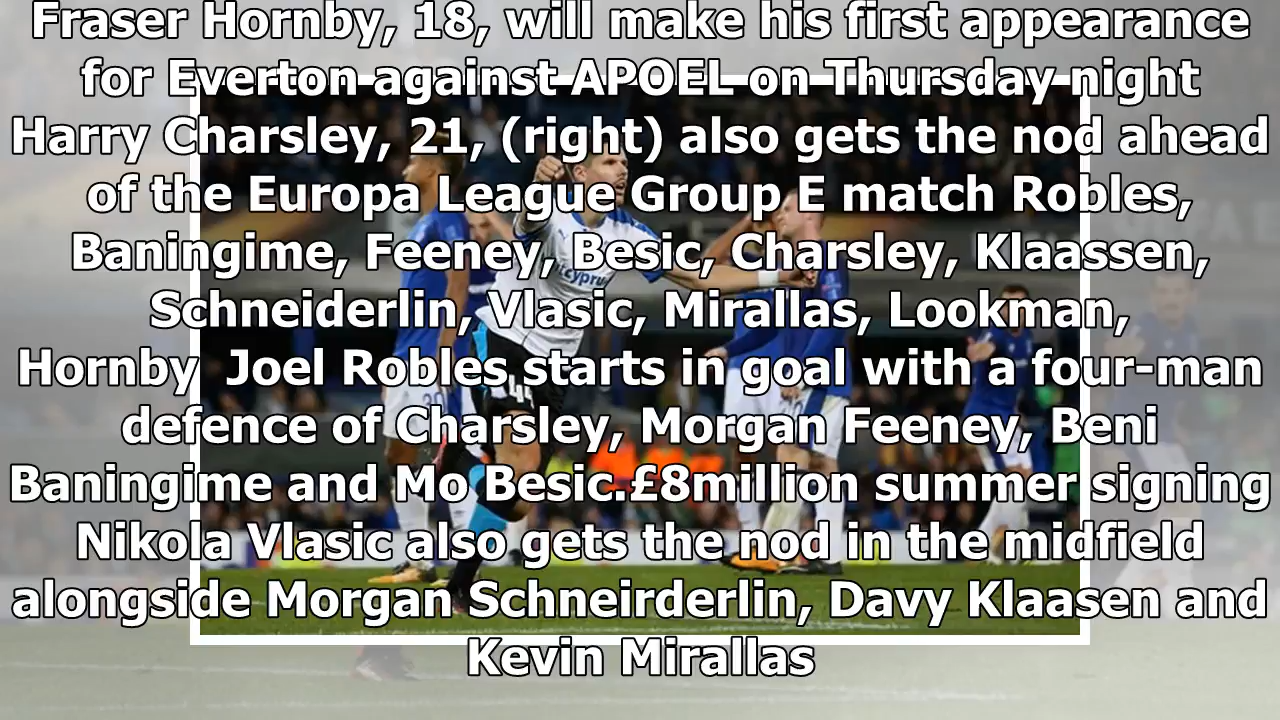 Fraser Hornby, 18, will make his first appearance
for Everton against APOEL on Thursday night
Harry Charsley, 21, (right) also gets the nod ahead
of the Europa League Group E match Robles,
Baningime, Feeney, Besic, Charsley, Klaassen,
Schneiderlin, Vlasic, Mirallas, Lookman,
Hornby  Joel Robles starts in goal with a four-man
defence of Charsley, Morgan Feeney, Beni
Baningime and Mo Besic.£8million summer signing
Nikola Vlasic also gets the nod in the midfield
alongside Morgan Schneirderlin, Davy Klaasen and
Kevin Mirallas